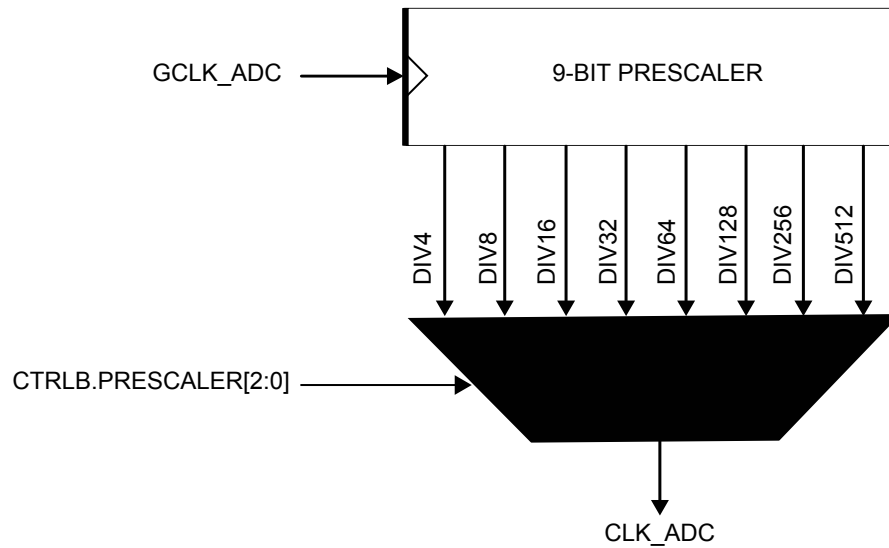 GCLK_ADC
9-BIT PRESCALER
DIV4
DIV8
DIV16
DIV32
DIV64
DIV128
DIV256
DIV512
CTRLB.PRESCALER[2:0]
CLK_ADC